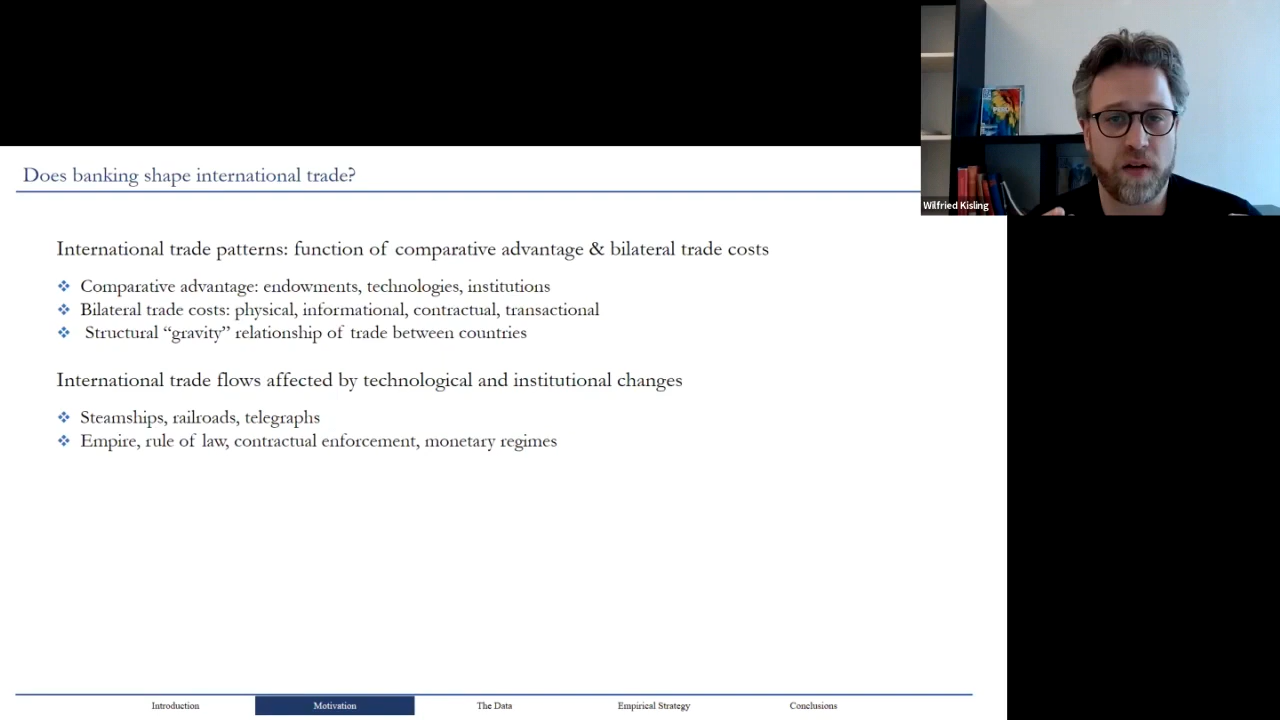 Does banking shape international trade?
Wilfried Kisling
International trade patterns: function of comparative advantage & bilateral trade costs
❖ Comparative advantage: endowments, technologies, institutions
❖ Bilateral trade costs: physical, informational, contractual, transactional
❖ Structural “gravity” relationship of trade between countries
International trade flows affected by technological and institutional changes
❖ Steamships, railroads, telegraphs
❖ Empire, rule of law, contractual enforcement, monetary regimes
Introduction Motivation The Data Empirical Strategy Conclusions